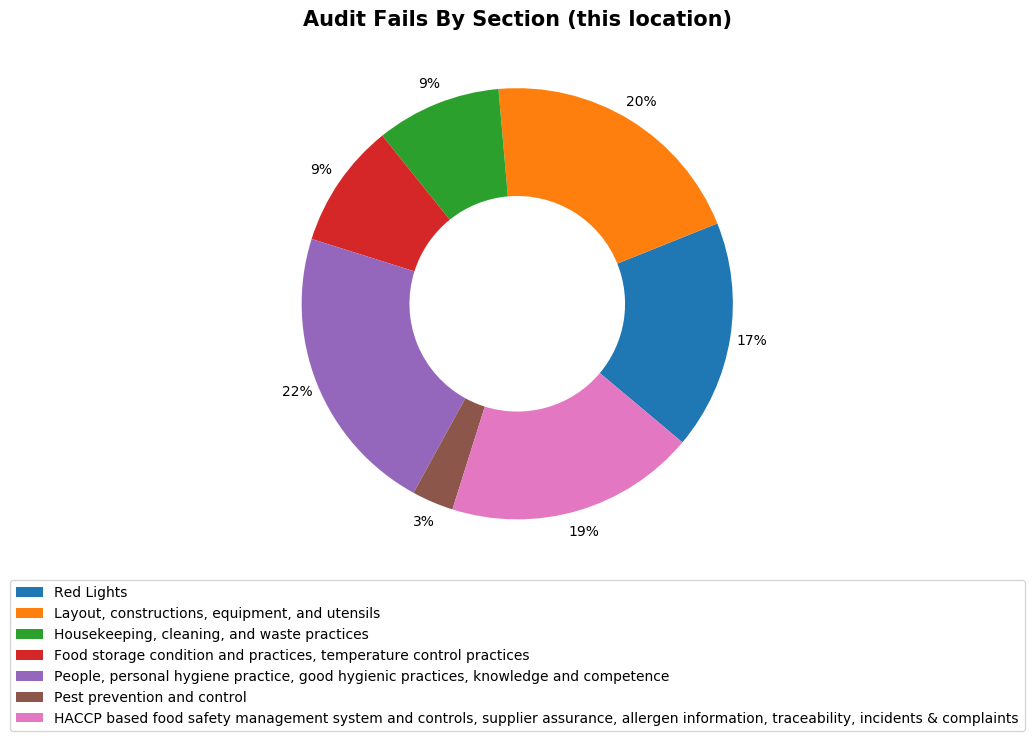 Audit Fails By Section (this location)
9%
20%
9%
17%
22%
3%
19%
Red Lights
Layout, constructions, equipment, and utensils
Housekeeping, cleaning, and waste practices
Food storage condition and practices, temperature control practices
People, personal hygiene practice, good hygienic practices, knowledge and competence
Pest prevention and control
HACCP based food safety management system and controls, supplier assurance, allergen information, traceability, incidents & complaints